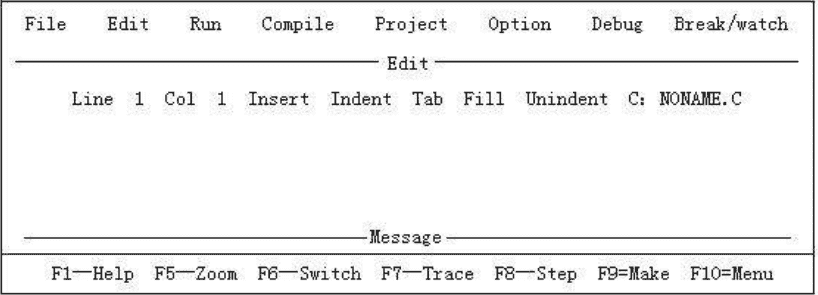 File Edit Run Compile Project Option Debug Break/watch
Edit
Line 1 Col 1 Insert Indent Tab Fill Unindent C: NONAME.C
Message
F1—Help F5—Zoom F6—Switch F7—Trace F8—Step F9=Make F10=Menu